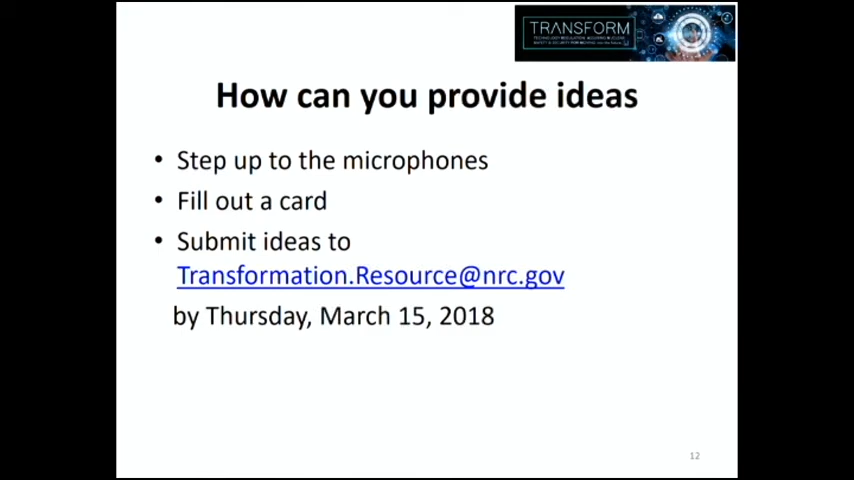 TRANSFORM
How can you provide ideas
• Step up to the microphones
• Fill out a card
• Submit ideas to
Transformation.Resource@nrc.gov
by Thursday, March 15, 2018
12